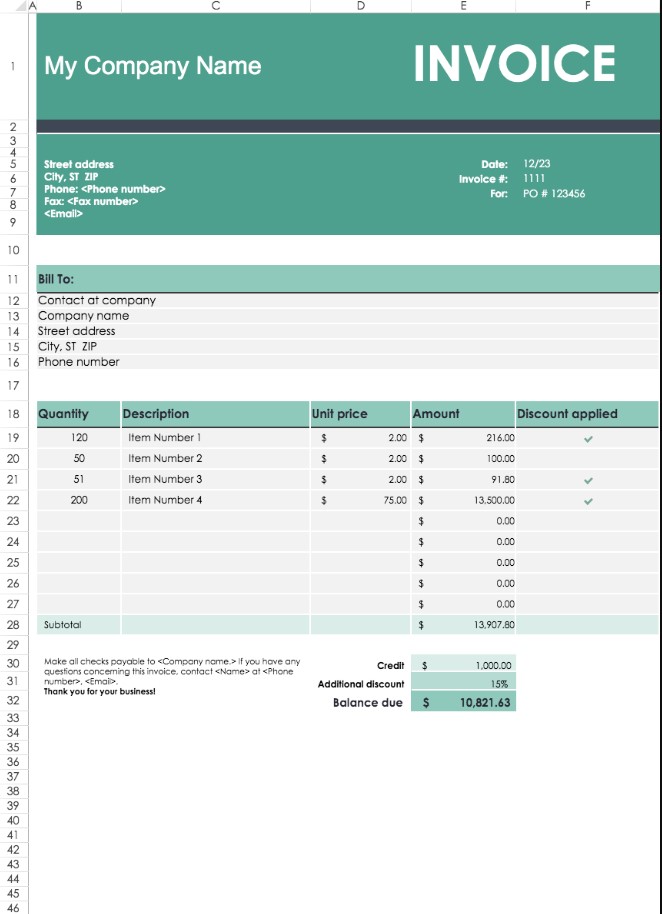 A B C D E F
1 My Company Name INVOICE
2
3
4
5 Street address Date: 12/23
6 City, ST ZIP Invoice #: 1111
7 Phone: <Phone number> For: PO # 123456
8 Fax: <Fax number>
9 <Email>
10
11 Bill To:
12 Contact at company
13 Company name
14 Street address
15 City, ST ZIP
16 Phone number
17
18 Quantity Description Unit price Amount Discount applied
19 120 Item Number 1 $ 2.00 $ 216.00 ✓
20 50 Item Number 2 $ 2.00 $ 100.00
21 51 Item Number 3 $ 2.00 $ 91.80 ✓
22 200 Item Number 4 $ 75.00 $ 13,500.00 ✓
23 $ 0.00
24 $ 0.00
25 $ 0.00
26 $ 0.00
27 $ 0.00
28 Subtotal $ 13,907.80
29
30 Make all checks payable to <Company name.> If you have any Credit $ 1,000.00
questions concerning this invoice, contact <Name> at <Phone
31 number>, <Email>. Additional discount 15%
Thank you for your business!
32 Balance due $ 10,821.63
33
34
35
36
37
38
39
40
41
42
43
44
45
46